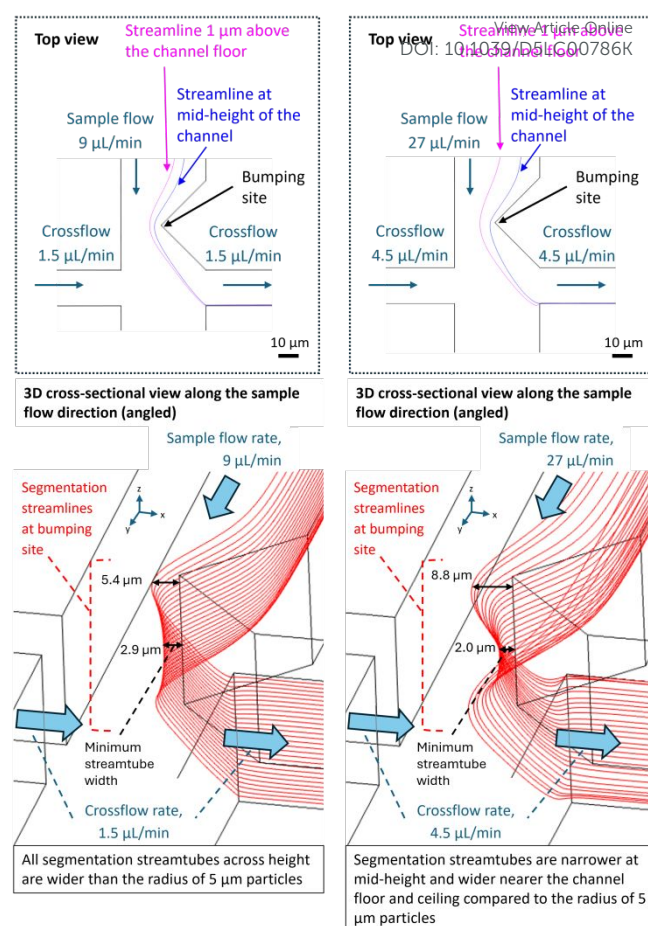 View Article Online
DOI: 10.1039/D5LC00786K
Top view
Streamline 1 µm above
the channel floor
Streamline at
mid-height of the
channel
Sample flow
9 µL/min
Bumping
site
Crossflow
1.5 µL/min
Crossflow
1.5 µL/min
10 µm
3D cross-sectional view along the sample
flow direction (angled)
Sample flow rate,
9 µL/min
Segmentation
streamlines
at bumping
site
z
x
y
5.4 µm
2.9 µm
Minimum
streamtube
width
Crossflow rate,
1.5 µL/min
All segmentation streamtubes across height
are wider than the radius of 5 µm particles
Top view
Streamline 1 µm above
the channel floor
Streamline at
mid-height of the
channel
Sample flow
27 µL/min
Bumping
site
Crossflow
4.5 µL/min
Crossflow
4.5 µL/min
10 µm
3D cross-sectional view along the sample
flow direction (angled)
Sample flow rate,
27 µL/min
Segmentation
streamlines
at bumping
site
z
x
y
8.8 µm
2.0 µm
Minimum
streamtube
width
Crossflow rate,
4.5 µL/min
Segmentation streamtubes are narrower at
mid-height and wider nearer the channel
floor and ceiling compared to the radius of 5
µm particles